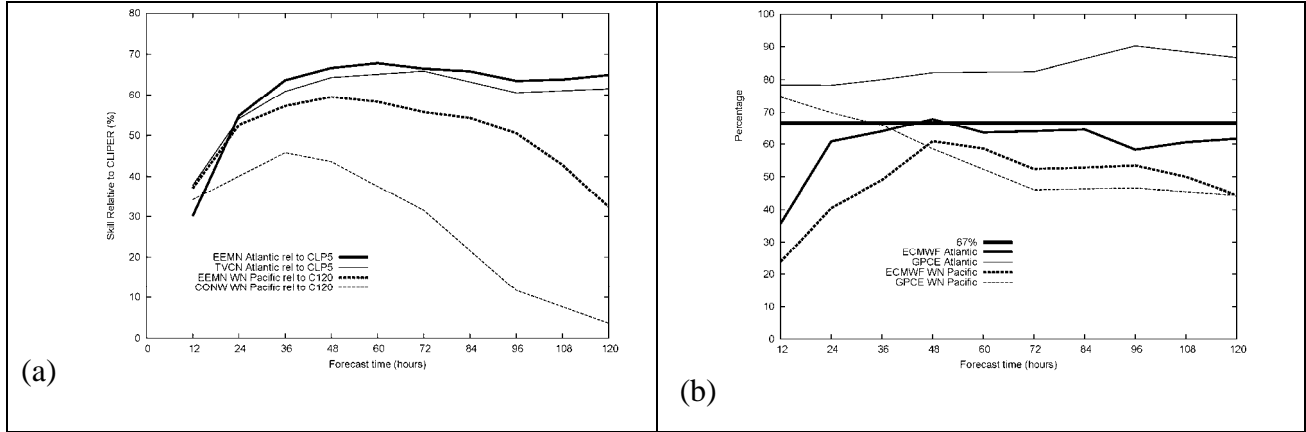 80
70
60
50
40
30
20
10
0
Skill Relative to CLIPER (%)
EEMN Atlantic rel to CLP5
TVCN Atlantic rel to CLP5
EEMN WN Pacific rel to C120
CONW WN Pacific rel to C120
0 12 24 36 48 60 72 84 96 108 120
Forecast time (hours)
(a)
100
90
80
70
60
50
40
30
20
10
0
Percentage
67%
ECMWF Atlantic
GPCE Atlantic
ECMWF WN Pacific
GPCE WN Pacific
12 24 36 48 60 72 84 96 108 120
Forecast time (hours)
(b)